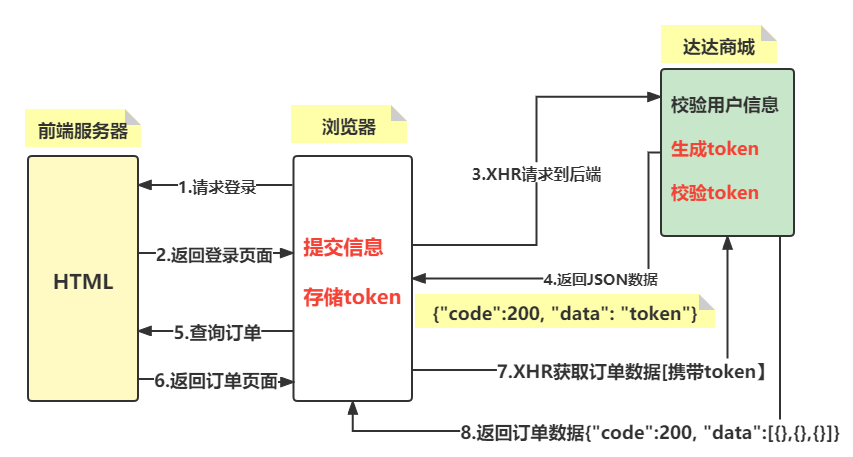 达达商城
前端服务器
浏览器
校验用户信息
生成token
校验token
1.请求登录
3.XHR请求到后端
2.返回登录页面
提交信息
HTML
4.返回JSON数据
存储token
{"code":200, "data": "token"}
5.查询订单
6.返回订单页面
7.XHR获取订单数据[携带token】
8.返回订单数据{"code":200, "data":[{},{},{}]}